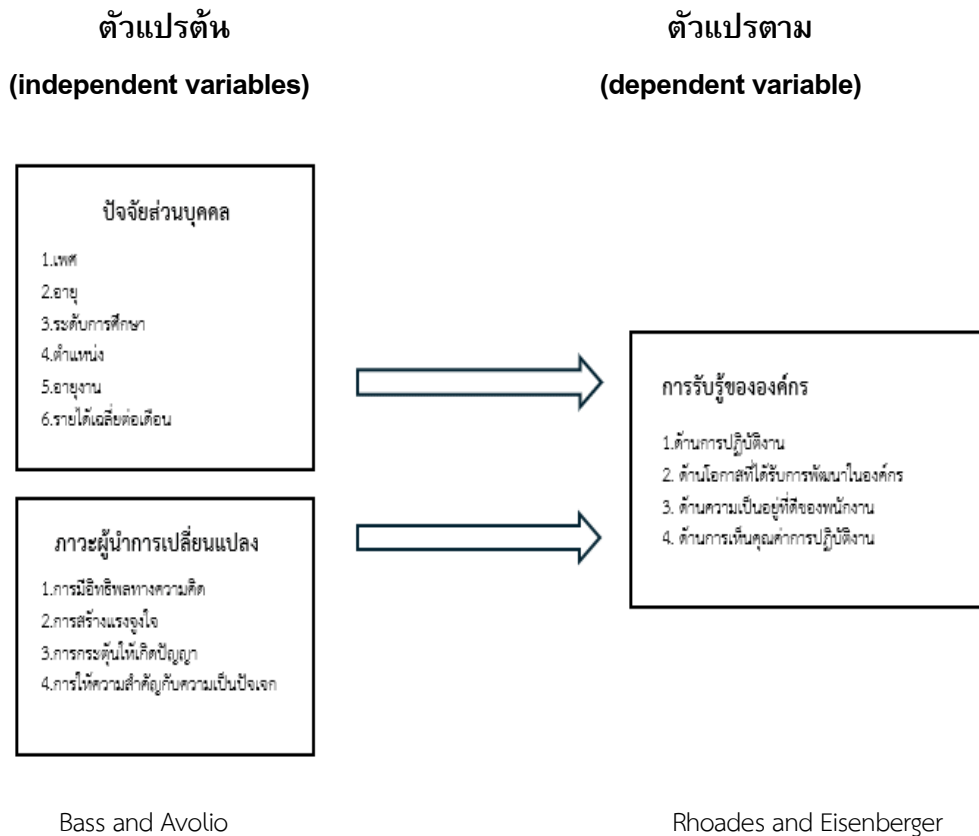 ตัวแปรต้น
(independent variables)
ตัวแปรตาม
(dependent variable)
ปัจจัยส่วนบุคคล
1.เพศ
2.อายุ
3.ระดับการศึกษา
4.ตำแหน่ง
5.อายุงาน
6.รายได้เฉลี่ยต่อเดือน
ภาวะผู้นำการเปลี่ยนแปลง
1.การมีอิทธิพลทางความคิด
2.การสร้างแรงจูงใจ
3.การกระตุ้นให้เกิดปัญญา
4.การให้ความสำคัญกับความเป็นปัจเจก
การรับรู้ขององค์กร
1.ด้านการปฏิบัติงาน
2. ด้านโอกาสที่ได้รับการพัฒนาในองค์กร
3. ด้านความเป็นอยู่ที่ดีของพนักงาน
4. ด้านการเห็นคุณค่าการปฏิบัติงาน
Bass and Avolio
Rhoades and Eisenberger